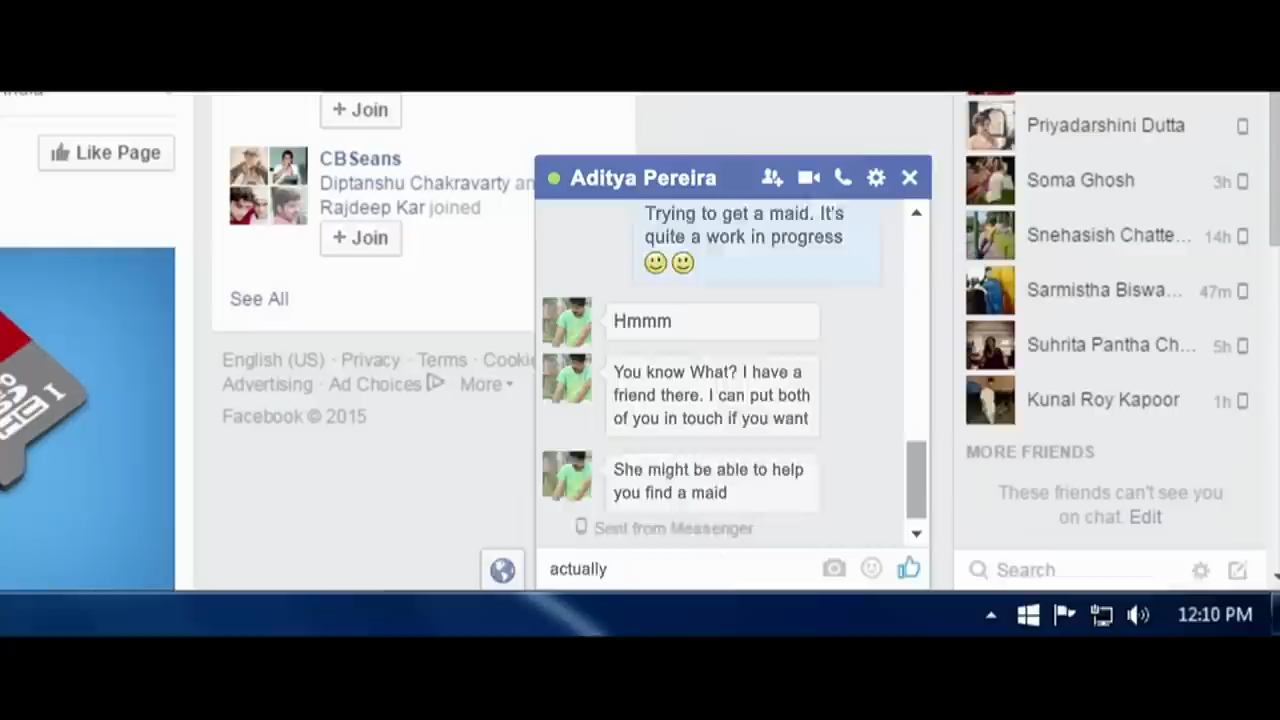 Like Page
+ Join
CBSeans
Diptanshu Chakravarty an
Rajdeep Kar joined
+ Join
See All
English (US) · Privacy · Terms · Cookie
Advertising · Ad Choices · More
Facebook © 2015
Aditya Pereira
Trying to get a maid. It's
quite a work in progress
Hmmm
You know What? I have a
friend there. I can put both
of you in touch if you want
She might be able to help
you find a maid
Sent from Messenger
actually
Priyadarshini Dutta
Soma Ghosh 3h
Snehasish Chatte... 14h
Sarmistha Biswa... 47m
Suhrita Pantha Ch... 5h
Kunal Roy Kapoor 1h
MORE FRIENDS
These friends can't see you
on chat. Edit
Search
12:10 PM